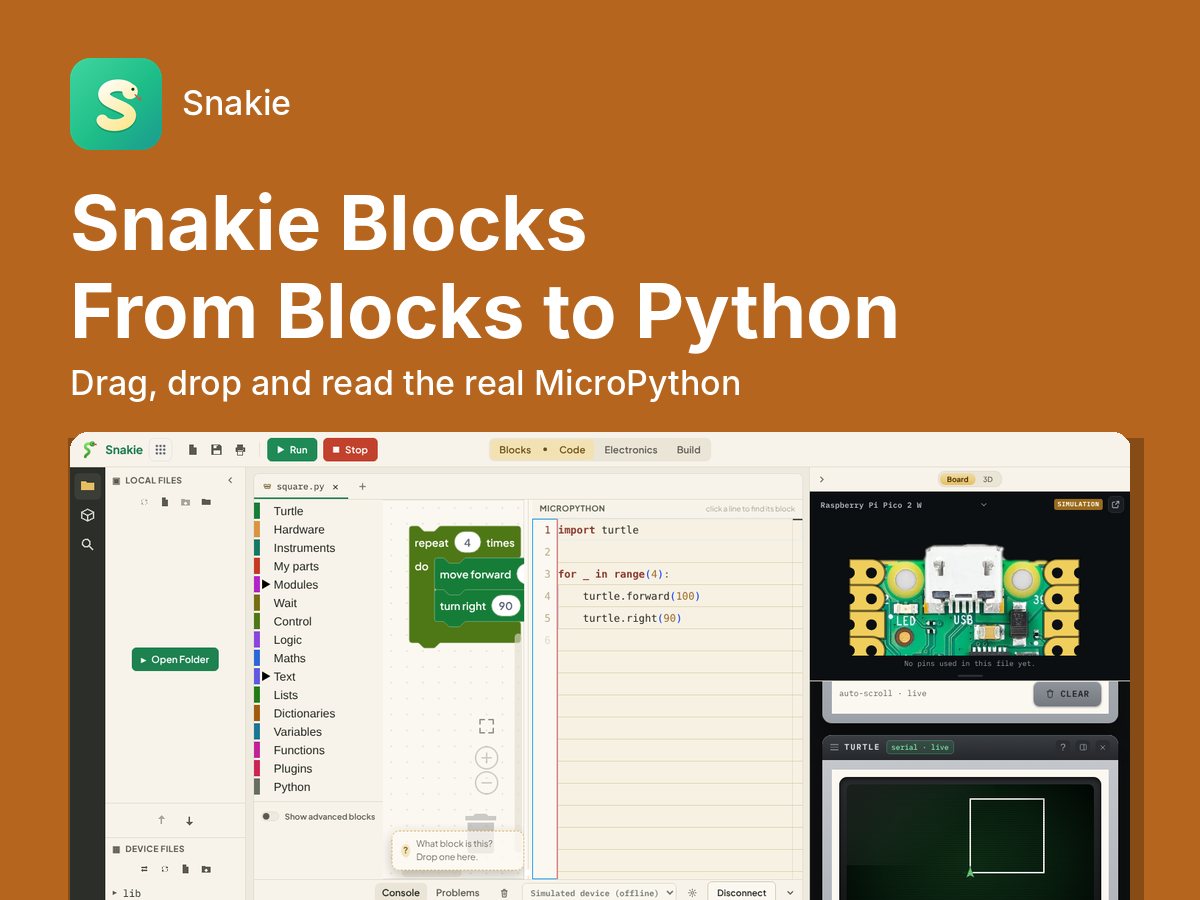 Snakie
Snakie Blocks
From Blocks to Python
Drag, drop and read the real MicroPython
Snakie
Run
Stop
Blocks • Code
Electronics
Build
LOCAL FILES
Open Folder
DEVICE FILES
lib
square.py × +
Turtle
Hardware
Instruments
My parts
Modules
Wait
Control
Logic
Maths
Text
Lists
Dictionaries
Variables
Functions
Plugins
Python
Show advanced blocks
repeat 4 times
do
move forward
turn right 90
What block is this?
Drop one here.
MICROPYTHON
click a line to find its block
1 import turtle
2
3 for _ in range(4):
4 turtle.forward(100)
5 turtle.right(90)
6
Console
Problems
Simulated device (offline)
Disconnect
Board
3D
Raspberry Pi Pico 2 W
SIMULATION
LED
USB
39
No pins used in this file yet.
auto-scroll · live
CLEAR
TURTLE
serial · live
? ×